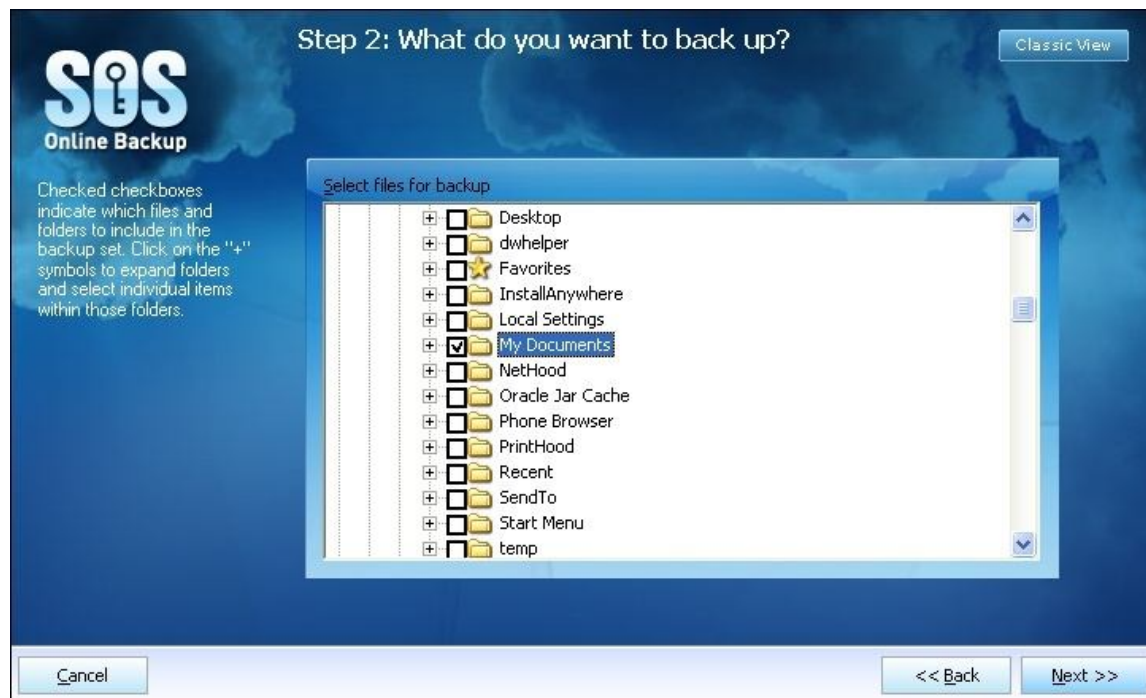 Step 2: What do you want to back up?
Classic View
SOS
Online Backup
Checked checkboxes
indicate which files and
folders to include in the
backup set. Click on the "+"
symbols to expand folders
and select individual items
within those folders.
Select files for backup
Desktop
dwhelper
Favorites
InstallAnywhere
Local Settings
My Documents
NetHood
Oracle Jar Cache
Phone Browser
PrintHood
Recent
SendTo
Start Menu
temp
Cancel
<< Back
Next >>